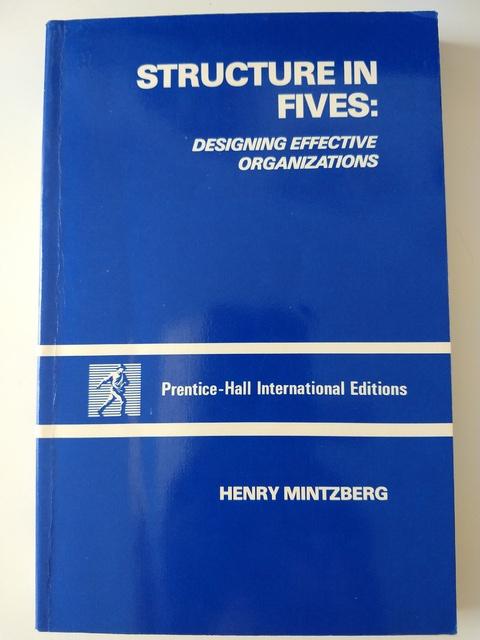 STRUCTURE IN
FIVES:
DESIGNING EFFECTIVE
ORGANIZATIONS
Prentice-Hall International Editions
HENRY MINTZBERG